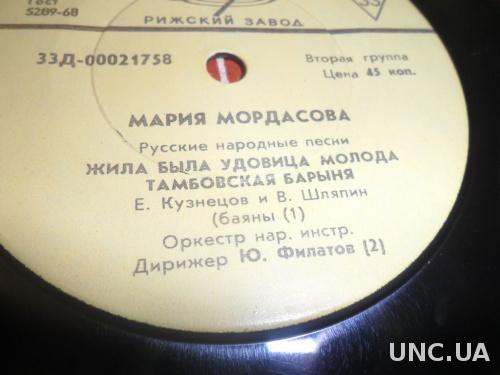 ГОСТ
5289-68
РИЖСКИЙ ЗАВОД
33
33Д-00021758
Вторая группа
Цена 45 коп.
МАРИЯ МОРДАСОВА
Русские народные песни
ЖИЛА БЫЛА УДОВИЦА МОЛОДА
ТАМБОВСКАЯ БАРЫНЯ
Е. Кузнецов и В. Шляпин
(баяны (1)
Оркестр нар. инстр.
Дирижер Ю. Филатов [2]
UNC.UA